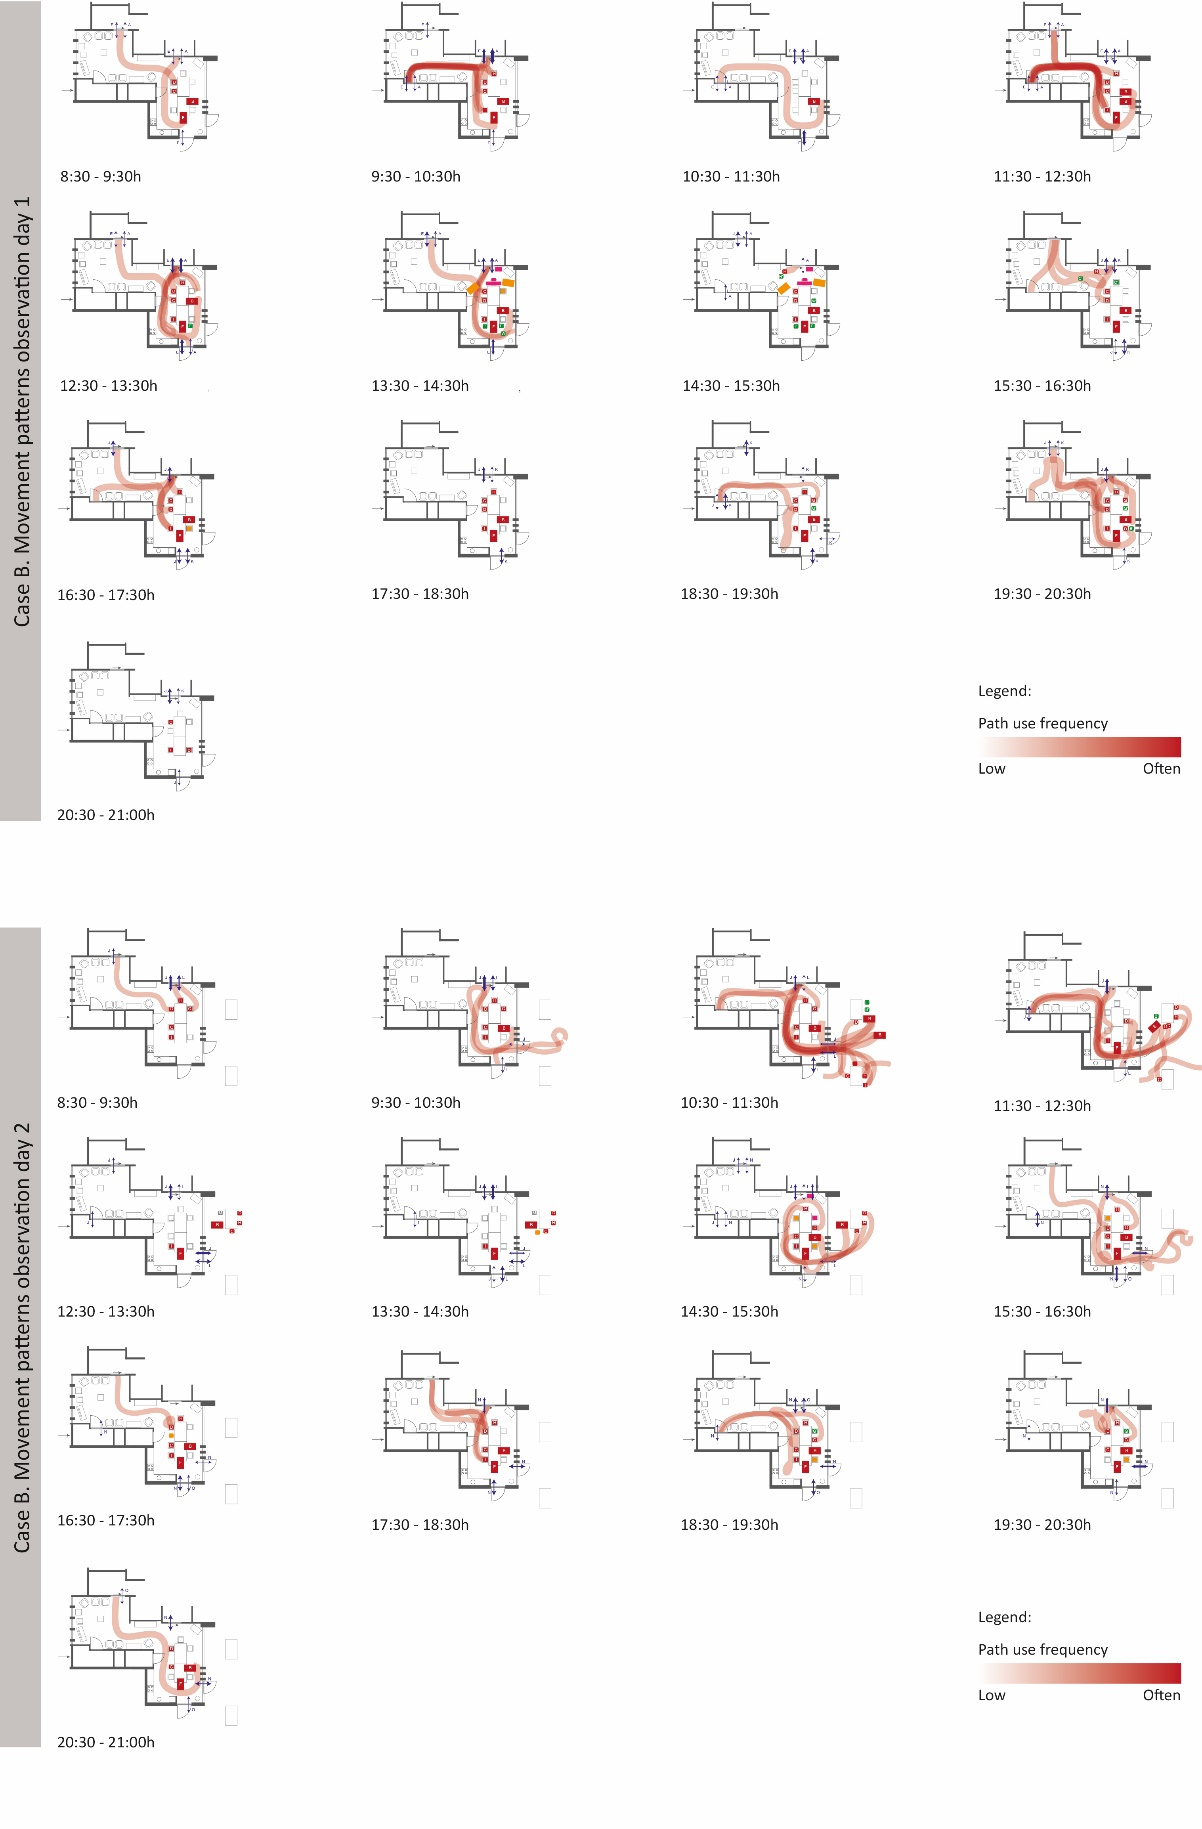 Case B. Movement patterns observation day 1
8:30 - 9:30h
9:30 - 10:30h
10:30 - 11:30h
11:30 - 12:30h
12:30 - 13:30h
13:30 - 14:30h
14:30 - 15:30h
15:30 - 16:30h
16:30 - 17:30h
17:30 - 18:30h
18:30 - 19:30h
19:30 - 20:30h
20:30 - 21:00h
Legend:
Path use frequency
Low Often
Case B. Movement patterns observation day 2
8:30 - 9:30h
9:30 - 10:30h
10:30 - 11:30h
11:30 - 12:30h
12:30 - 13:30h
13:30 - 14:30h
14:30 - 15:30h
15:30 - 16:30h
16:30 - 17:30h
17:30 - 18:30h
18:30 - 19:30h
19:30 - 20:30h
20:30 - 21:00h
Legend:
Path use frequency
Low Often